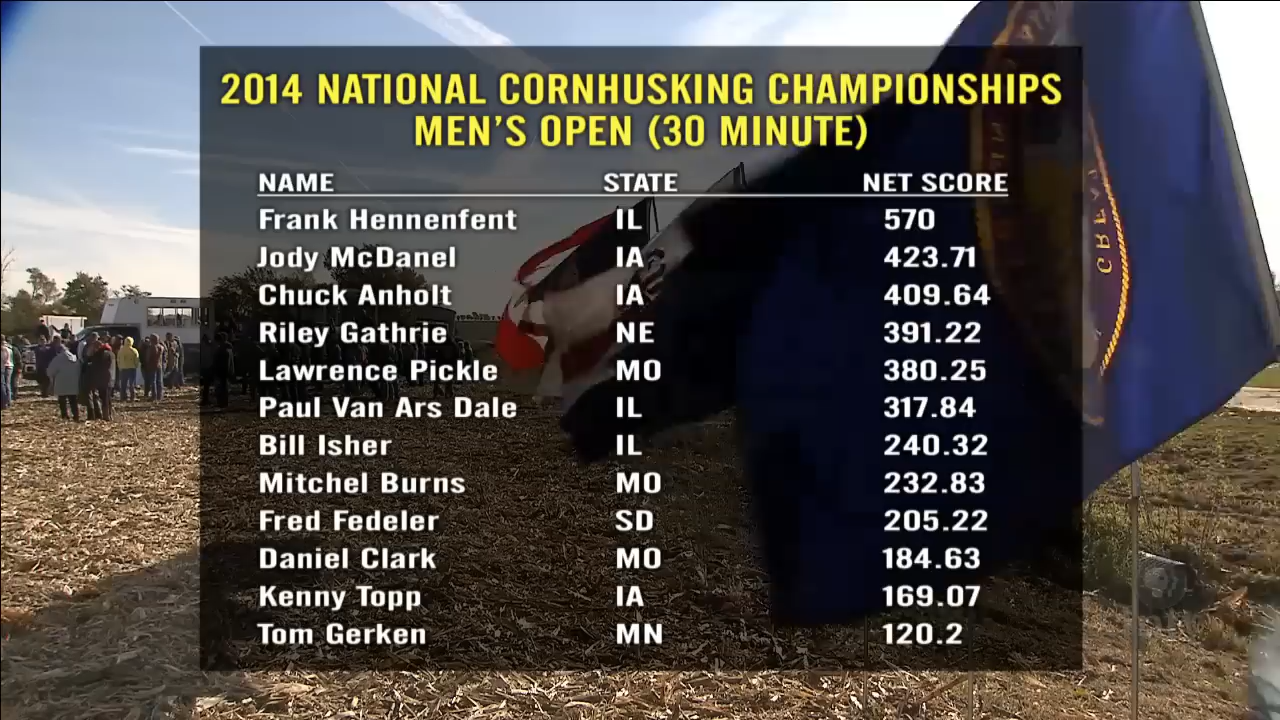 2014 NATIONAL CORNHUSKING CHAMPIONSHIPS
MEN'S OPEN (30 MINUTE)
NAME STATE NET SCORE
Frank Hennenfent IL 570
Jody McDanel IA 423.71
Chuck Anholt IA 409.64
Riley Gathrie NE 391.22
Lawrence Pickle MO 380.25
Paul Van Ars Dale IL 317.84
Bill Isher IL 240.32
Mitchel Burns MO 232.83
Fred Fedeler SD 205.22
Daniel Clark MO 184.63
Kenny Topp IA 169.07
Tom Gerken MN 120.2